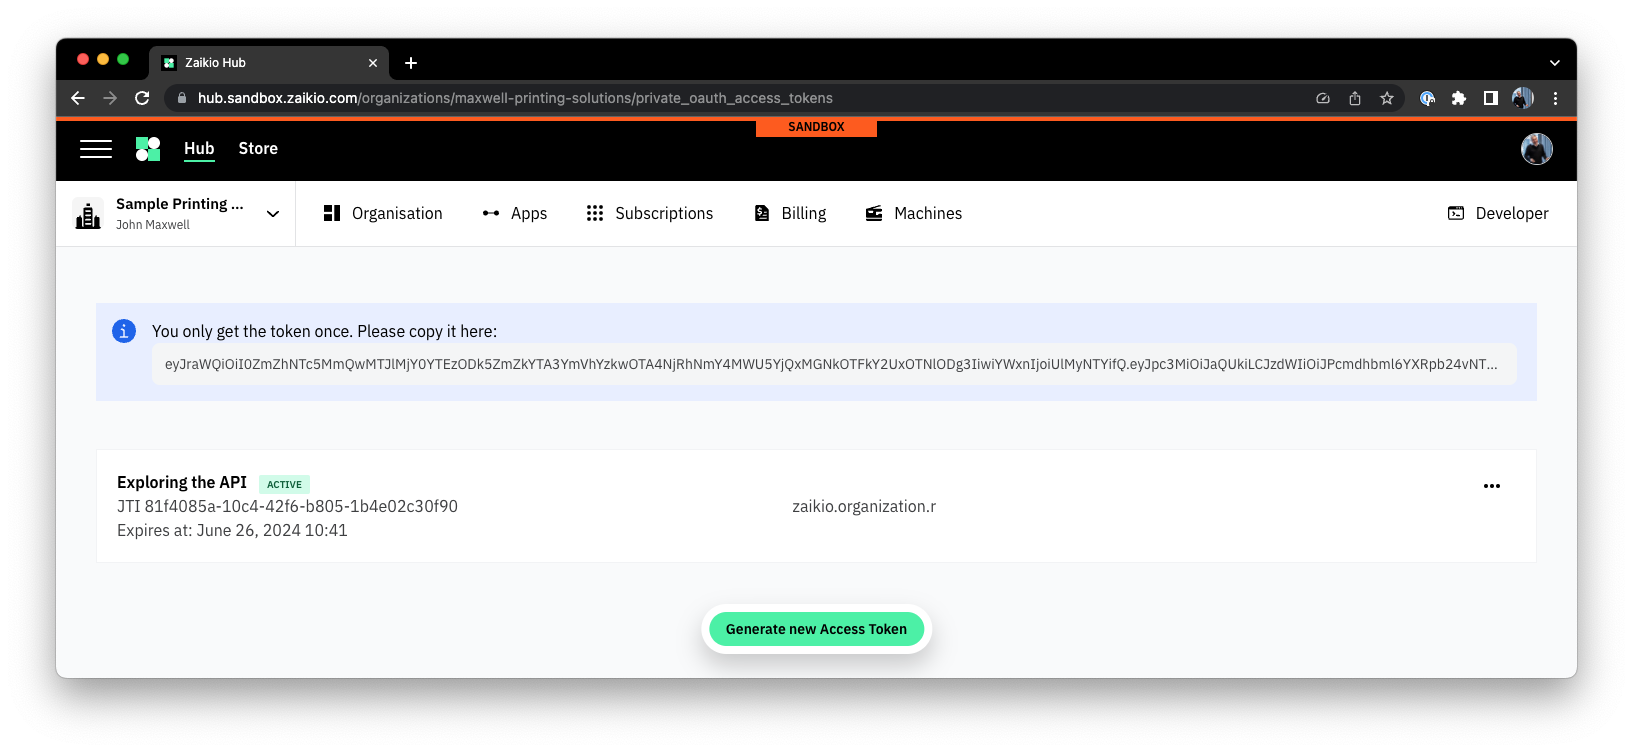 Zaikio Hub
hub.sandbox.zaikio.com/organizations/maxwell-printing-solutions/private_oauth_access_tokens
SANDBOX
Hub Store
Sample Printing ...
John Maxwell
Organisation Apps Subscriptions Billing Machines Developer
You only get the token once. Please copy it here:
eyJraWQiOiI0ZmZhNTc5MmQwMTJlMjY0YTEzODk5ZmZkYTA3YmVhYzkwOTA4NjRhNmY4MWU5YjQxMGNkOTFkY2UxOTNlODg3IiwiYWxnIjoiUlMyNTYifQ.eyJpc3MiOiJaQUkiLCJzdWIiOiJPcmdhbml6YXRpb24vNT...
Exploring the API ACTIVE
JTI 81f4085a-10c4-42f6-b805-1b4e02c30f90 zaikio.organization.r
Expires at: June 26, 2024 10:41
Generate new Access Token